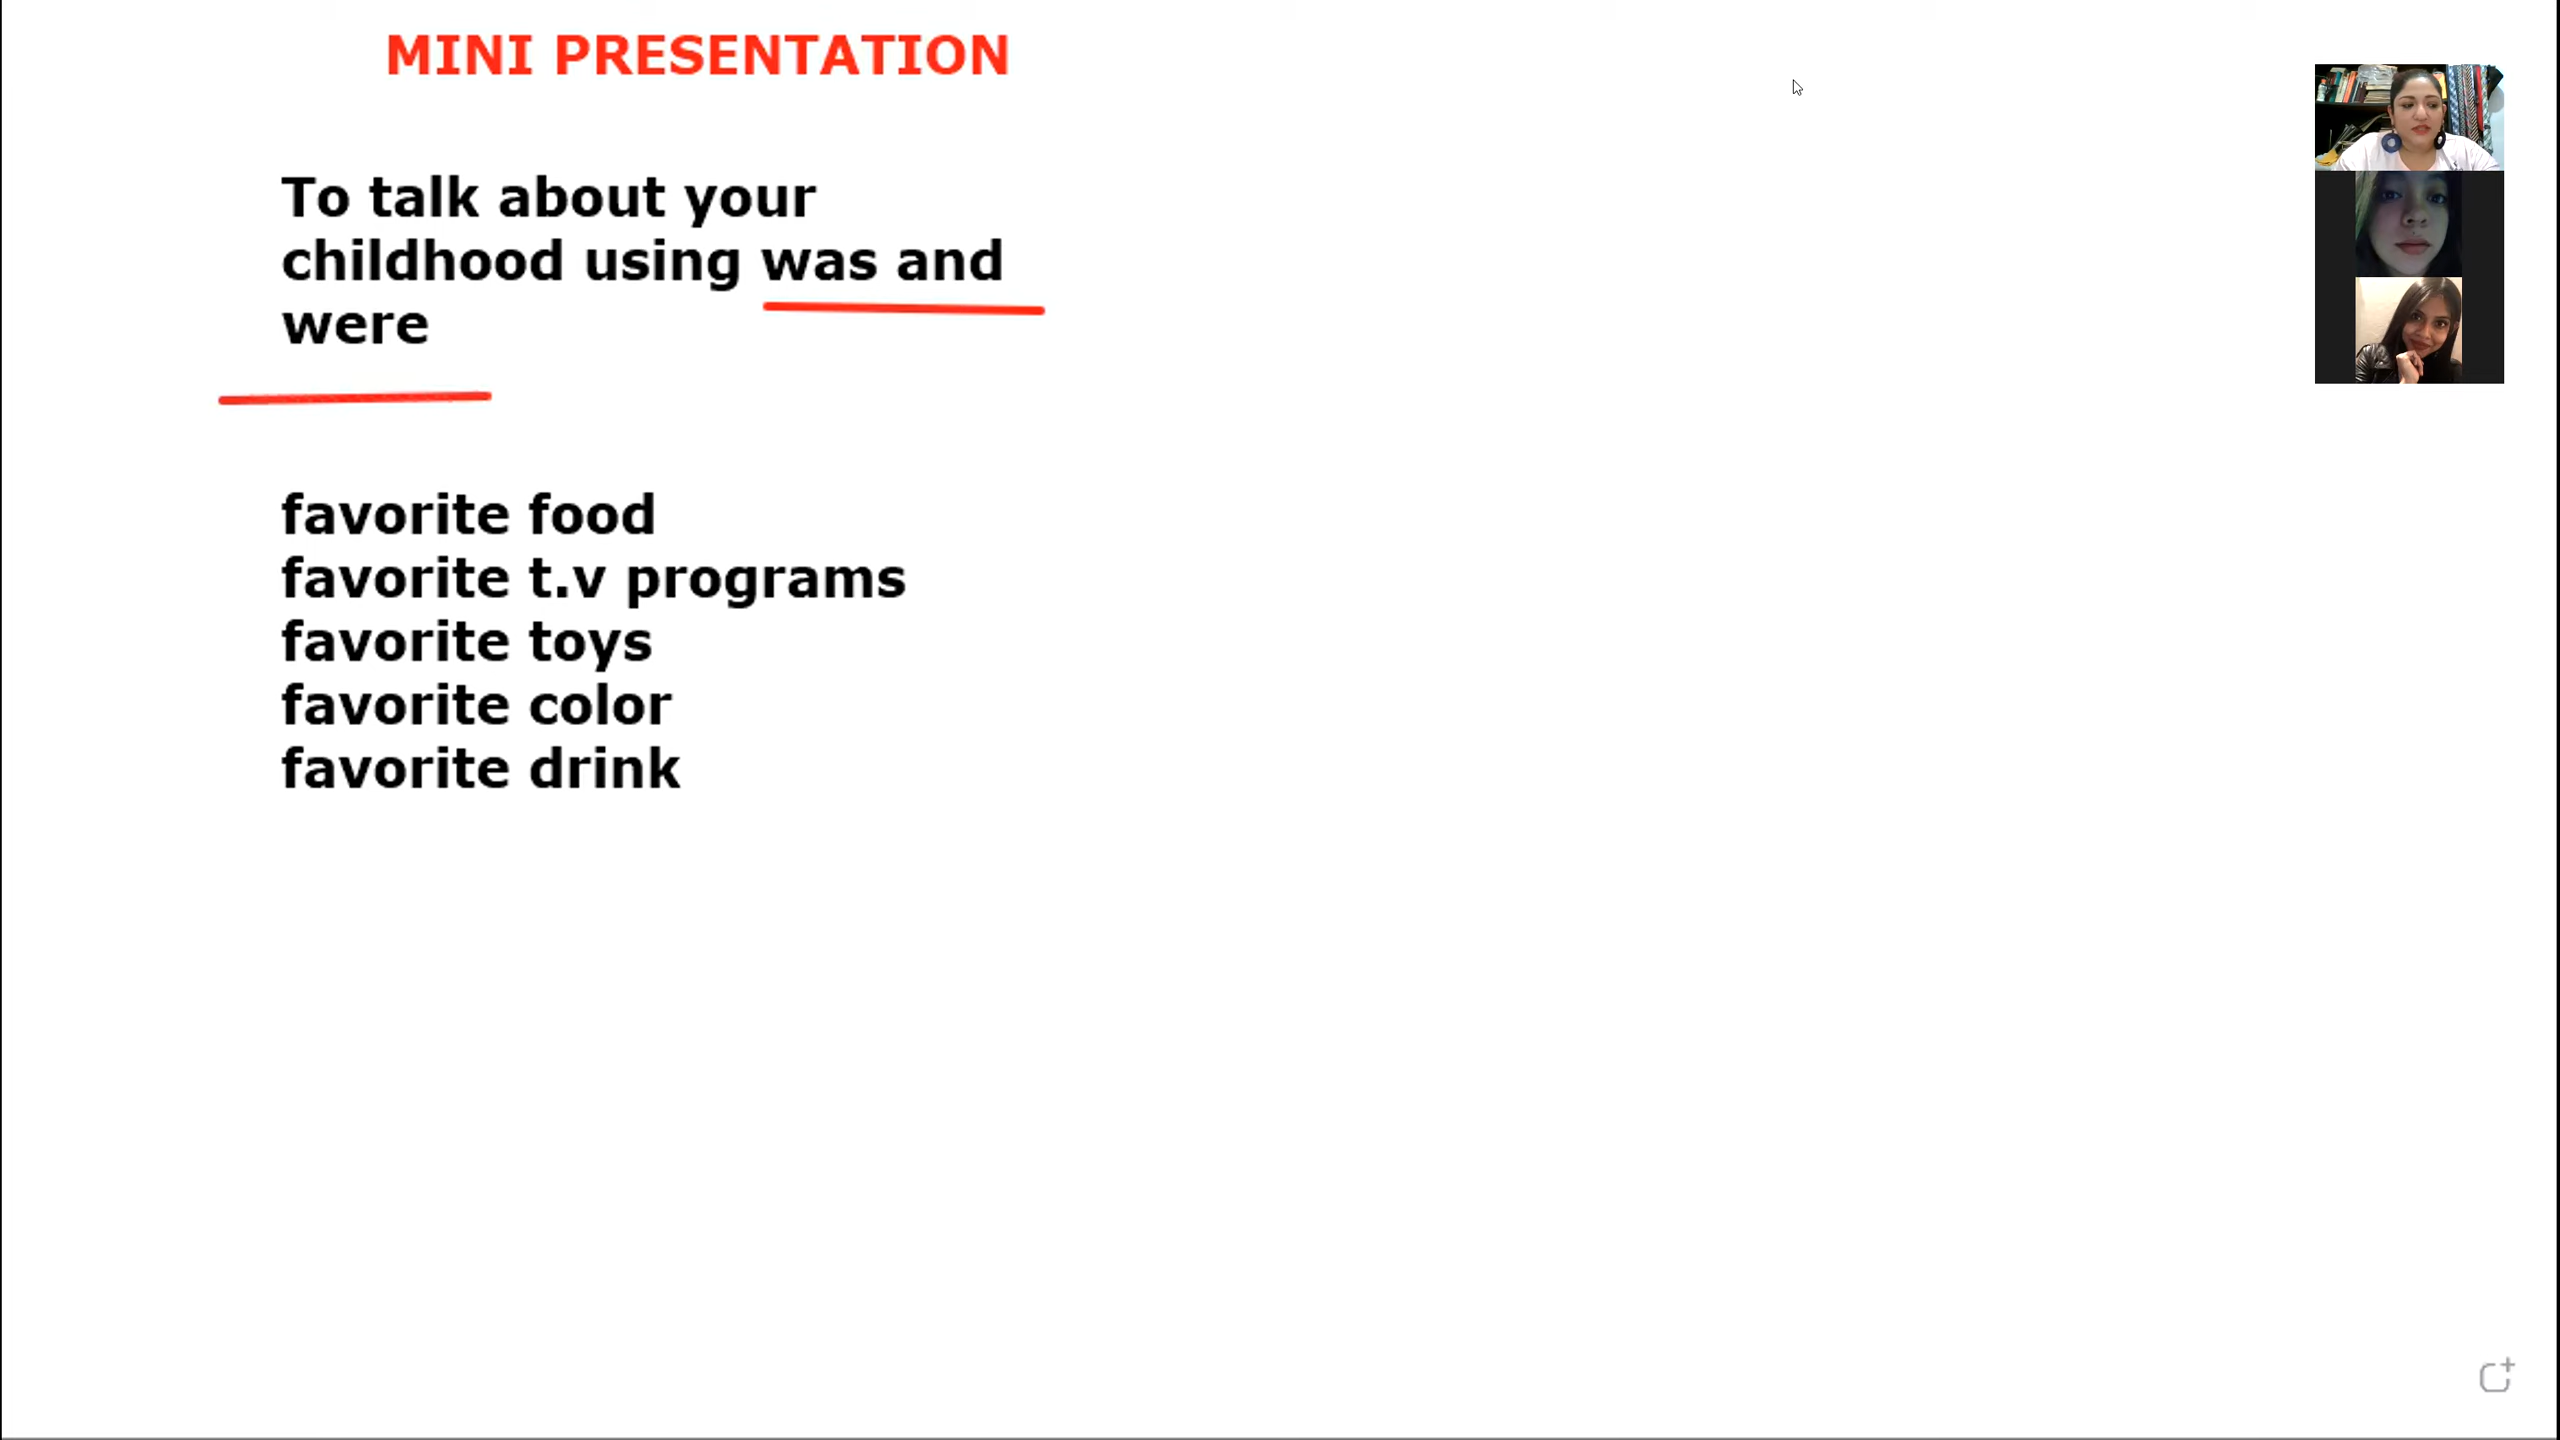 MINI PRESENTATION
To talk about your
childhood using was and
were
favorite food
favorite t.v programs
favorite toys
favorite color
favorite drink